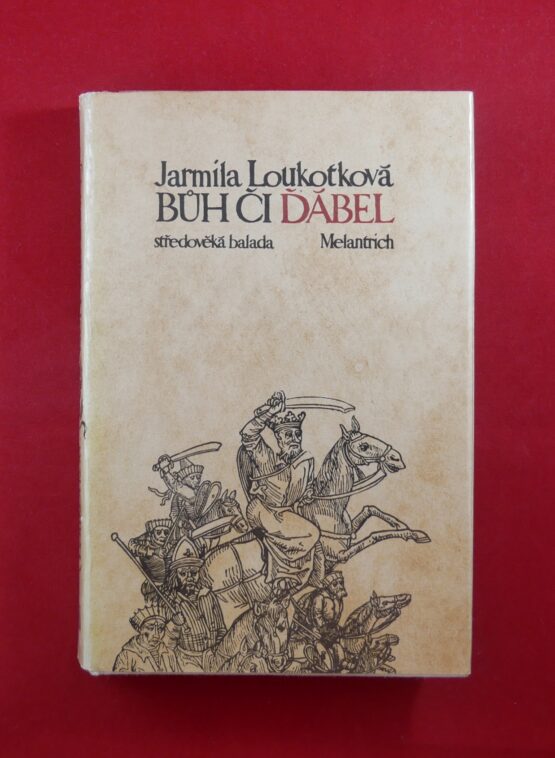 Jarmila Loukotková
BŮH ČI ĎÁBEL
středověká balada Melantrich